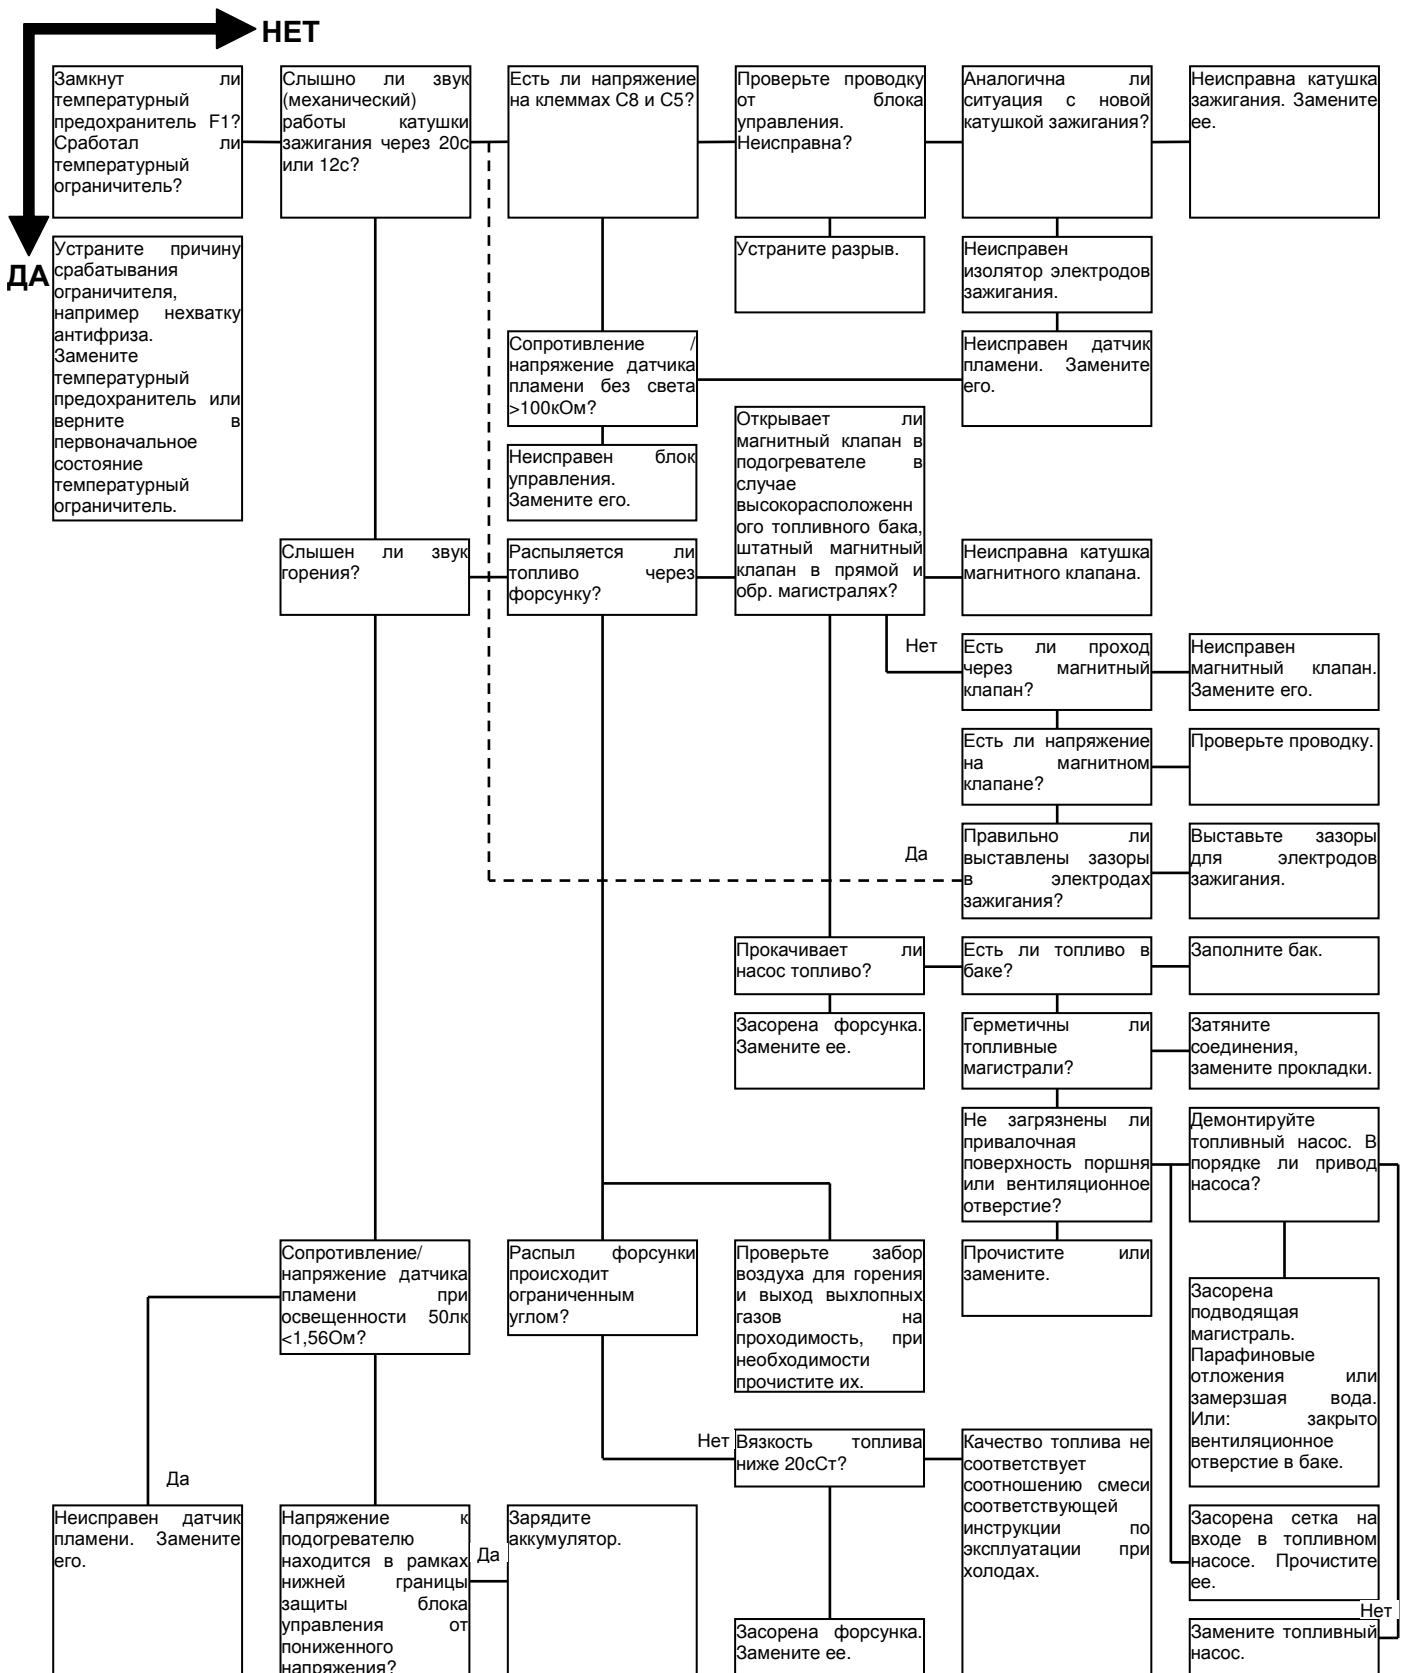 НЕТ
ДА
Замкнут ли
температурный
предохранитель F1?
Сработал ли
температурный
ограничитель?
Слышно ли звук
(механический)
работы катушки
зажигания через 20с
или 12с?
Есть ли напряжение
на клеммах С8 и С5?
Проверьте проводку
от блока
управления.
Неисправна?
Аналогична ли
ситуация с новой
катушкой зажигания?
Неисправна катушка
зажигания. Замените
ее.
Устраните причину
срабатывания
ограничителя,
например нехватку
антифриза.
Замените
температурный
предохранитель или
верните в
первоначальное
состояние
температурный
ограничитель.
Устраните разрыв.
Неисправен
изолятор электродов
зажигания.
Сопротивление /
напряжение датчика
пламени без света
>100кОм?
Неисправен датчик
пламени. Замените
его.
Неисправен блок
управления.
Замените его.
Открывает ли
магнитный клапан в
подогревателе в
случае
высокорасположенн
ого топливного бака,
штатный магнитный
клапан в прямой и
обр. магистралях?
Слышен ли звук
горения?
Распыляется ли
топливо через
форсунку?
Неисправна катушка
магнитного клапана.
Нет
Есть ли проход
через магнитный
клапан?
Неисправен
магнитный клапан.
Замените его.
Есть ли напряжение
на магнитном
клапане?
Проверьте проводку.
Да
Правильно ли
выставлены зазоры
в электродах
зажигания?
Выставьте зазоры
для электродов
зажигания.
Прокачивает ли
насос топливо?
Есть ли топливо в
баке?
Заполните бак.
Засорена форсунка.
Замените ее.
Герметичны ли
топливные
магистрали?
Затяните
соединения,
замените прокладки.
Не загрязнены ли
привалочная
поверхность поршня
или вентиляционное
отверстие?
Демонтируйте
топливный насос. В
порядке ли привод
насоса?
Сопротивление/
напряжение датчика
пламени при
освещенности 50лк
<1,56Ом?
Распыл форсунки
происходит
ограниченным
углом?
Проверьте забор
воздуха для горения
и выход выхлопных
газов на
проходимость, при
необходимости
прочистите их.
Прочистите или
замените.
Засорена
подводящая
магистраль.
Парафиновые
отложения или
замерзшая вода.
Или: закрыто
вентиляционное
отверстие в баке.
Нет
Вязкость топлива
ниже 20сСт?
Качество топлива не
соответствует
соотношению смеси
соответствующей
инструкции по
эксплуатации при
холодах.
Да
Неисправен датчик
пламени. Замените
его.
Напряжение к
подогревателю
находится в рамках
нижней границы
защиты блока
управления от
пониженного
напряжения?
Да
Зарядите
аккумулятор.
Засорена сетка на
входе в топливном
насосе. Прочистите
ее.
Нет
Засорена форсунка.
Замените ее.
Замените топливный
насос.